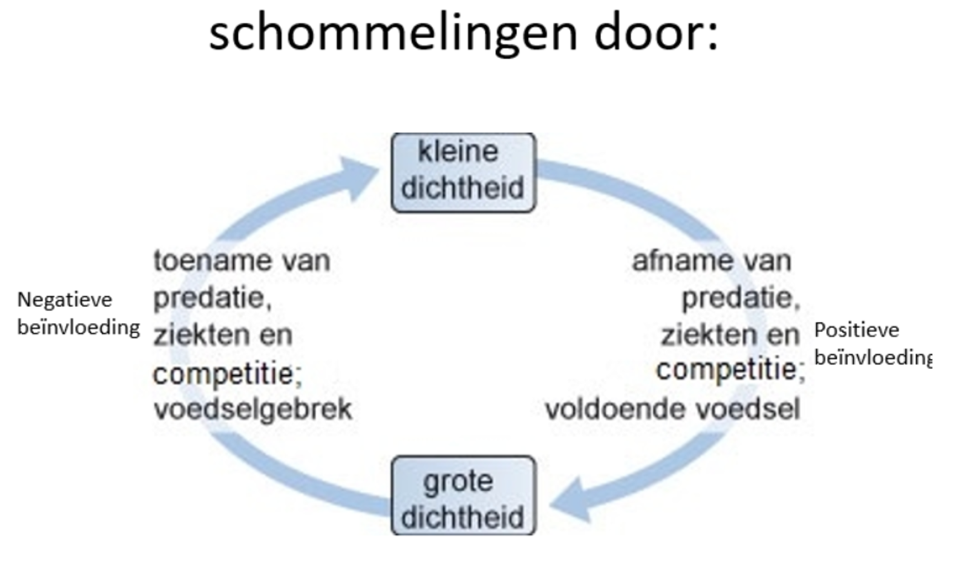 schommelingen door:
kleine
dichtheid
toename van
predatie,
ziekten en
competitie;
voedselgebrek
Negatieve
beïnvloeding
afname van
predatie,
ziekten en
competitie;
voldoende voedsel
Positieve
beïnvloeding
grote
dichtheid